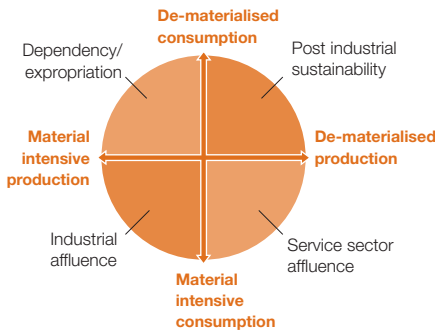 De-materialised
consumption
Dependency/
expropriation
Post industrial
sustainability
Material
intensive
production
De-materialised
production
Industrial
affluence
Service sector
affluence
Material
intensive
consumption